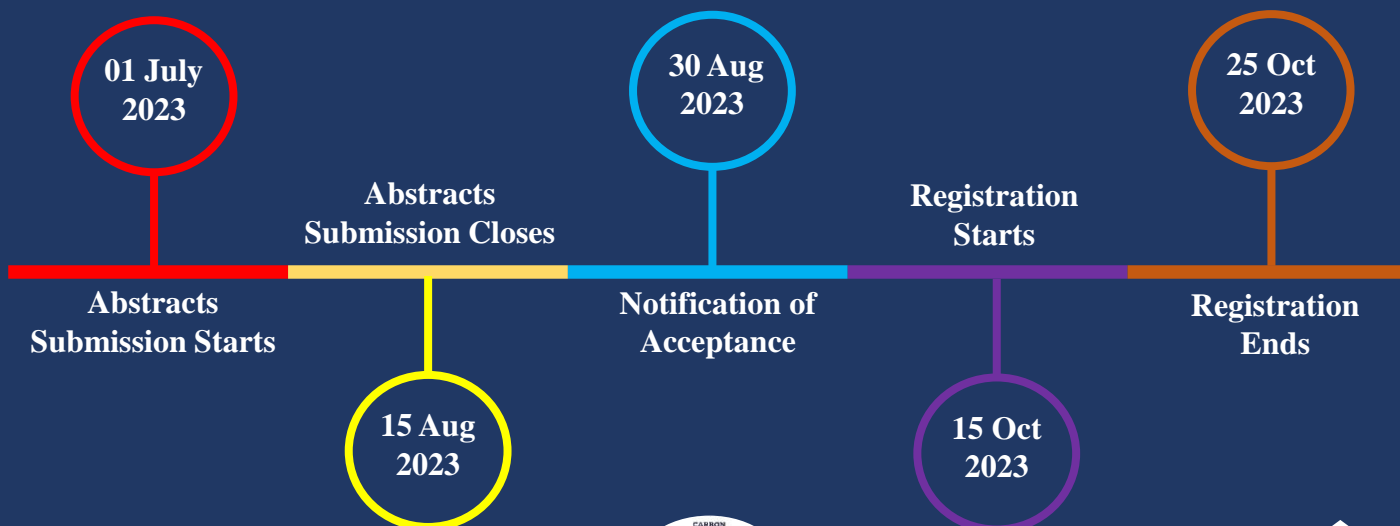 01 July
2023
Abstracts
Submission Starts
Abstracts
Submission Closes
15 Aug
2023
30 Aug
2023
Notification of
Acceptance
Registration
Starts
15 Oct
2023
25 Oct
2023
Registration
Ends
CARBON